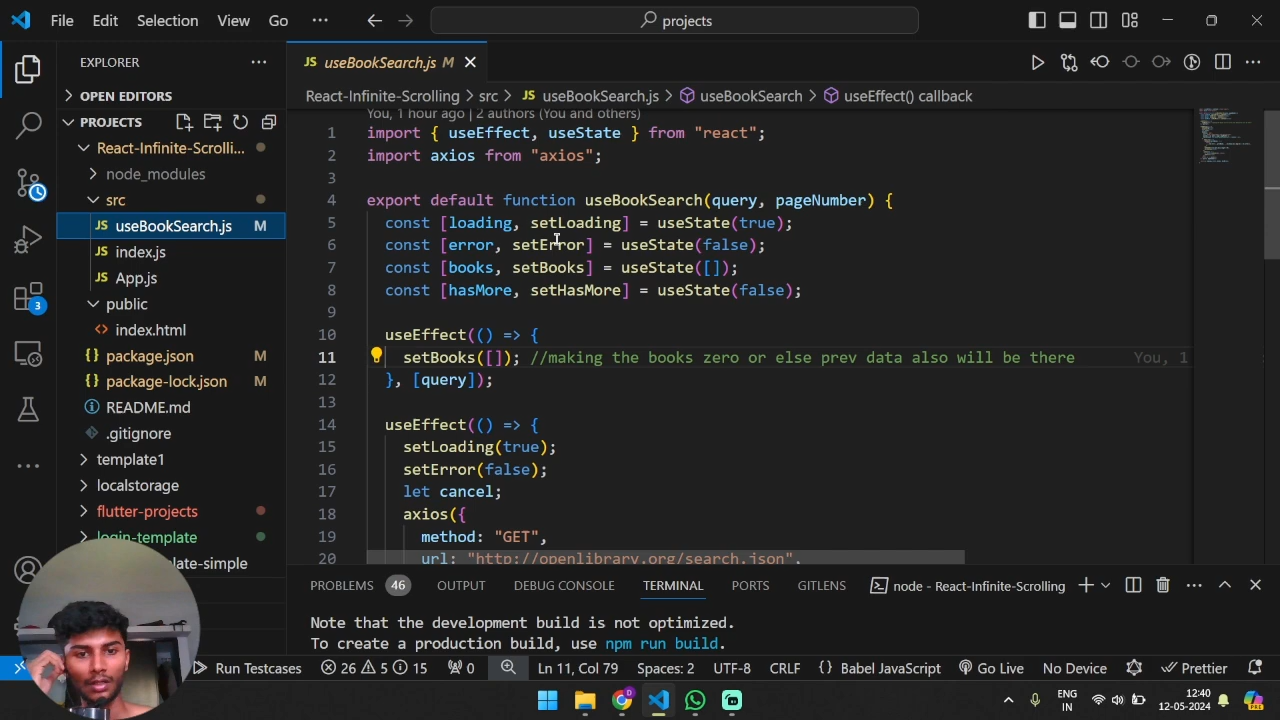 File Edit Selection View Go ··· projects
EXPLORER ···
OPEN EDITORS
PROJECTS
React-Infinite-Scrolli...
node_modules
src
useBookSearch.js M
index.js
App.js
public
index.html
package.json M
package-lock.json M
README.md
.gitignore
template1
localstorage
flutter-projects
login-template
late-simple
3
JS useBookSearch.js M
React-Infinite-Scrolling > src > JS useBookSearch.js > useBookSearch > useEffect() callback
You, 1 hour ago | 2 authors (You and others)
1 import { useEffect, useState } from "react";
2 import axios from "axios";
3
4 export default function useBookSearch(query, pageNumber) {
5 const [loading, setLoading] = useState(true);
6 const [error, setError] = useState(false);
7 const [books, setBooks] = useState([]);
8 const [hasMore, setHasMore] = useState(false);
9
10 useEffect(() => {
11 setBooks([]); //making the books zero or else prev data also will be there You, 1
12 }, [query]);
13
14 useEffect(() => {
15 setLoading(true);
16 setError(false);
17 let cancel;
18 axios({
19 method: "GET",
20 url: "http://openlibrary.org/search.json",
PROBLEMS 46 OUTPUT DEBUG CONSOLE TERMINAL PORTS GITLENS node - React-Infinite-Scrolling
Note that the development build is not optimized.
To create a production build, use npm run build.
Run Testcases 26 5 15 0 Ln 11, Col 79 Spaces: 2 UTF-8 CRLF {} Babel JavaScript Go Live No Device Prettier
ENG
IN
12:40
12-05-2024